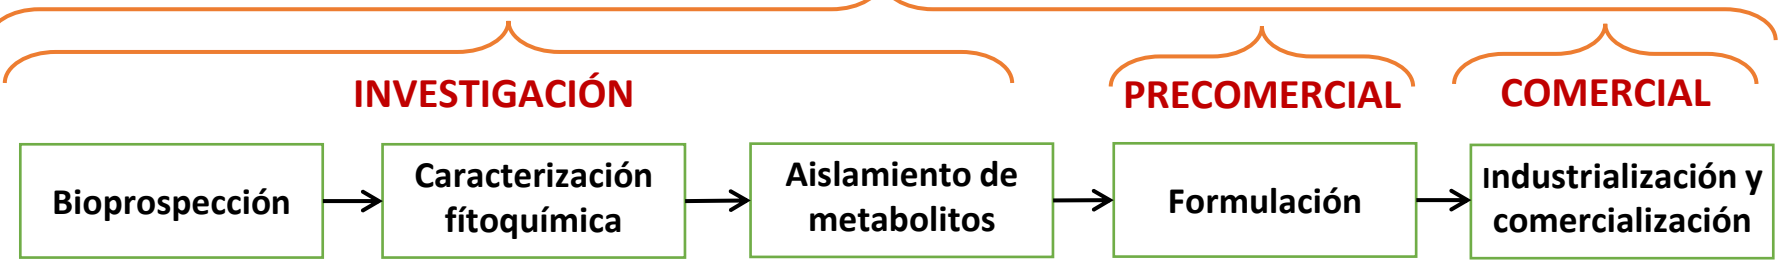 INVESTIGACIÓN
PRECOMERCIAL
COMERCIAL
Bioprospección
Caracterización
fítoquímica
Aislamiento de
metabolitos
Formulación
Industrialización y
comercialización